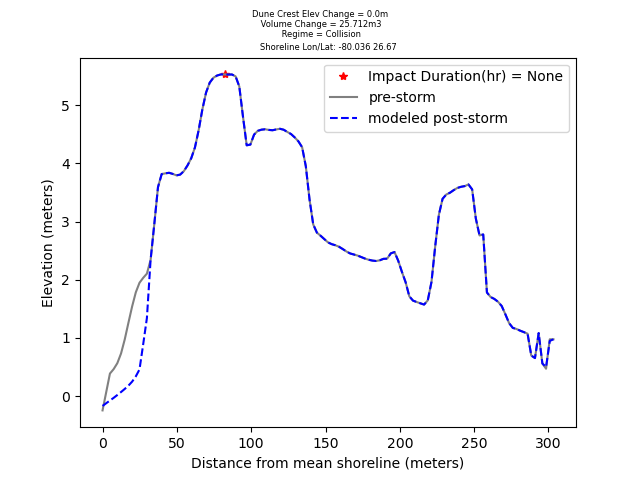 Dune Crest Elev Change = 0.0m
Volume Change = 25.712m3
Regime = Collision
Shoreline Lon/Lat: -80.036 26.67
Impact Duration(hr) = None
pre-storm
modeled post-storm
Elevation (meters)
5
4
3
2
1
0
0 50 100 150 200 250 300
Distance from mean shoreline (meters)